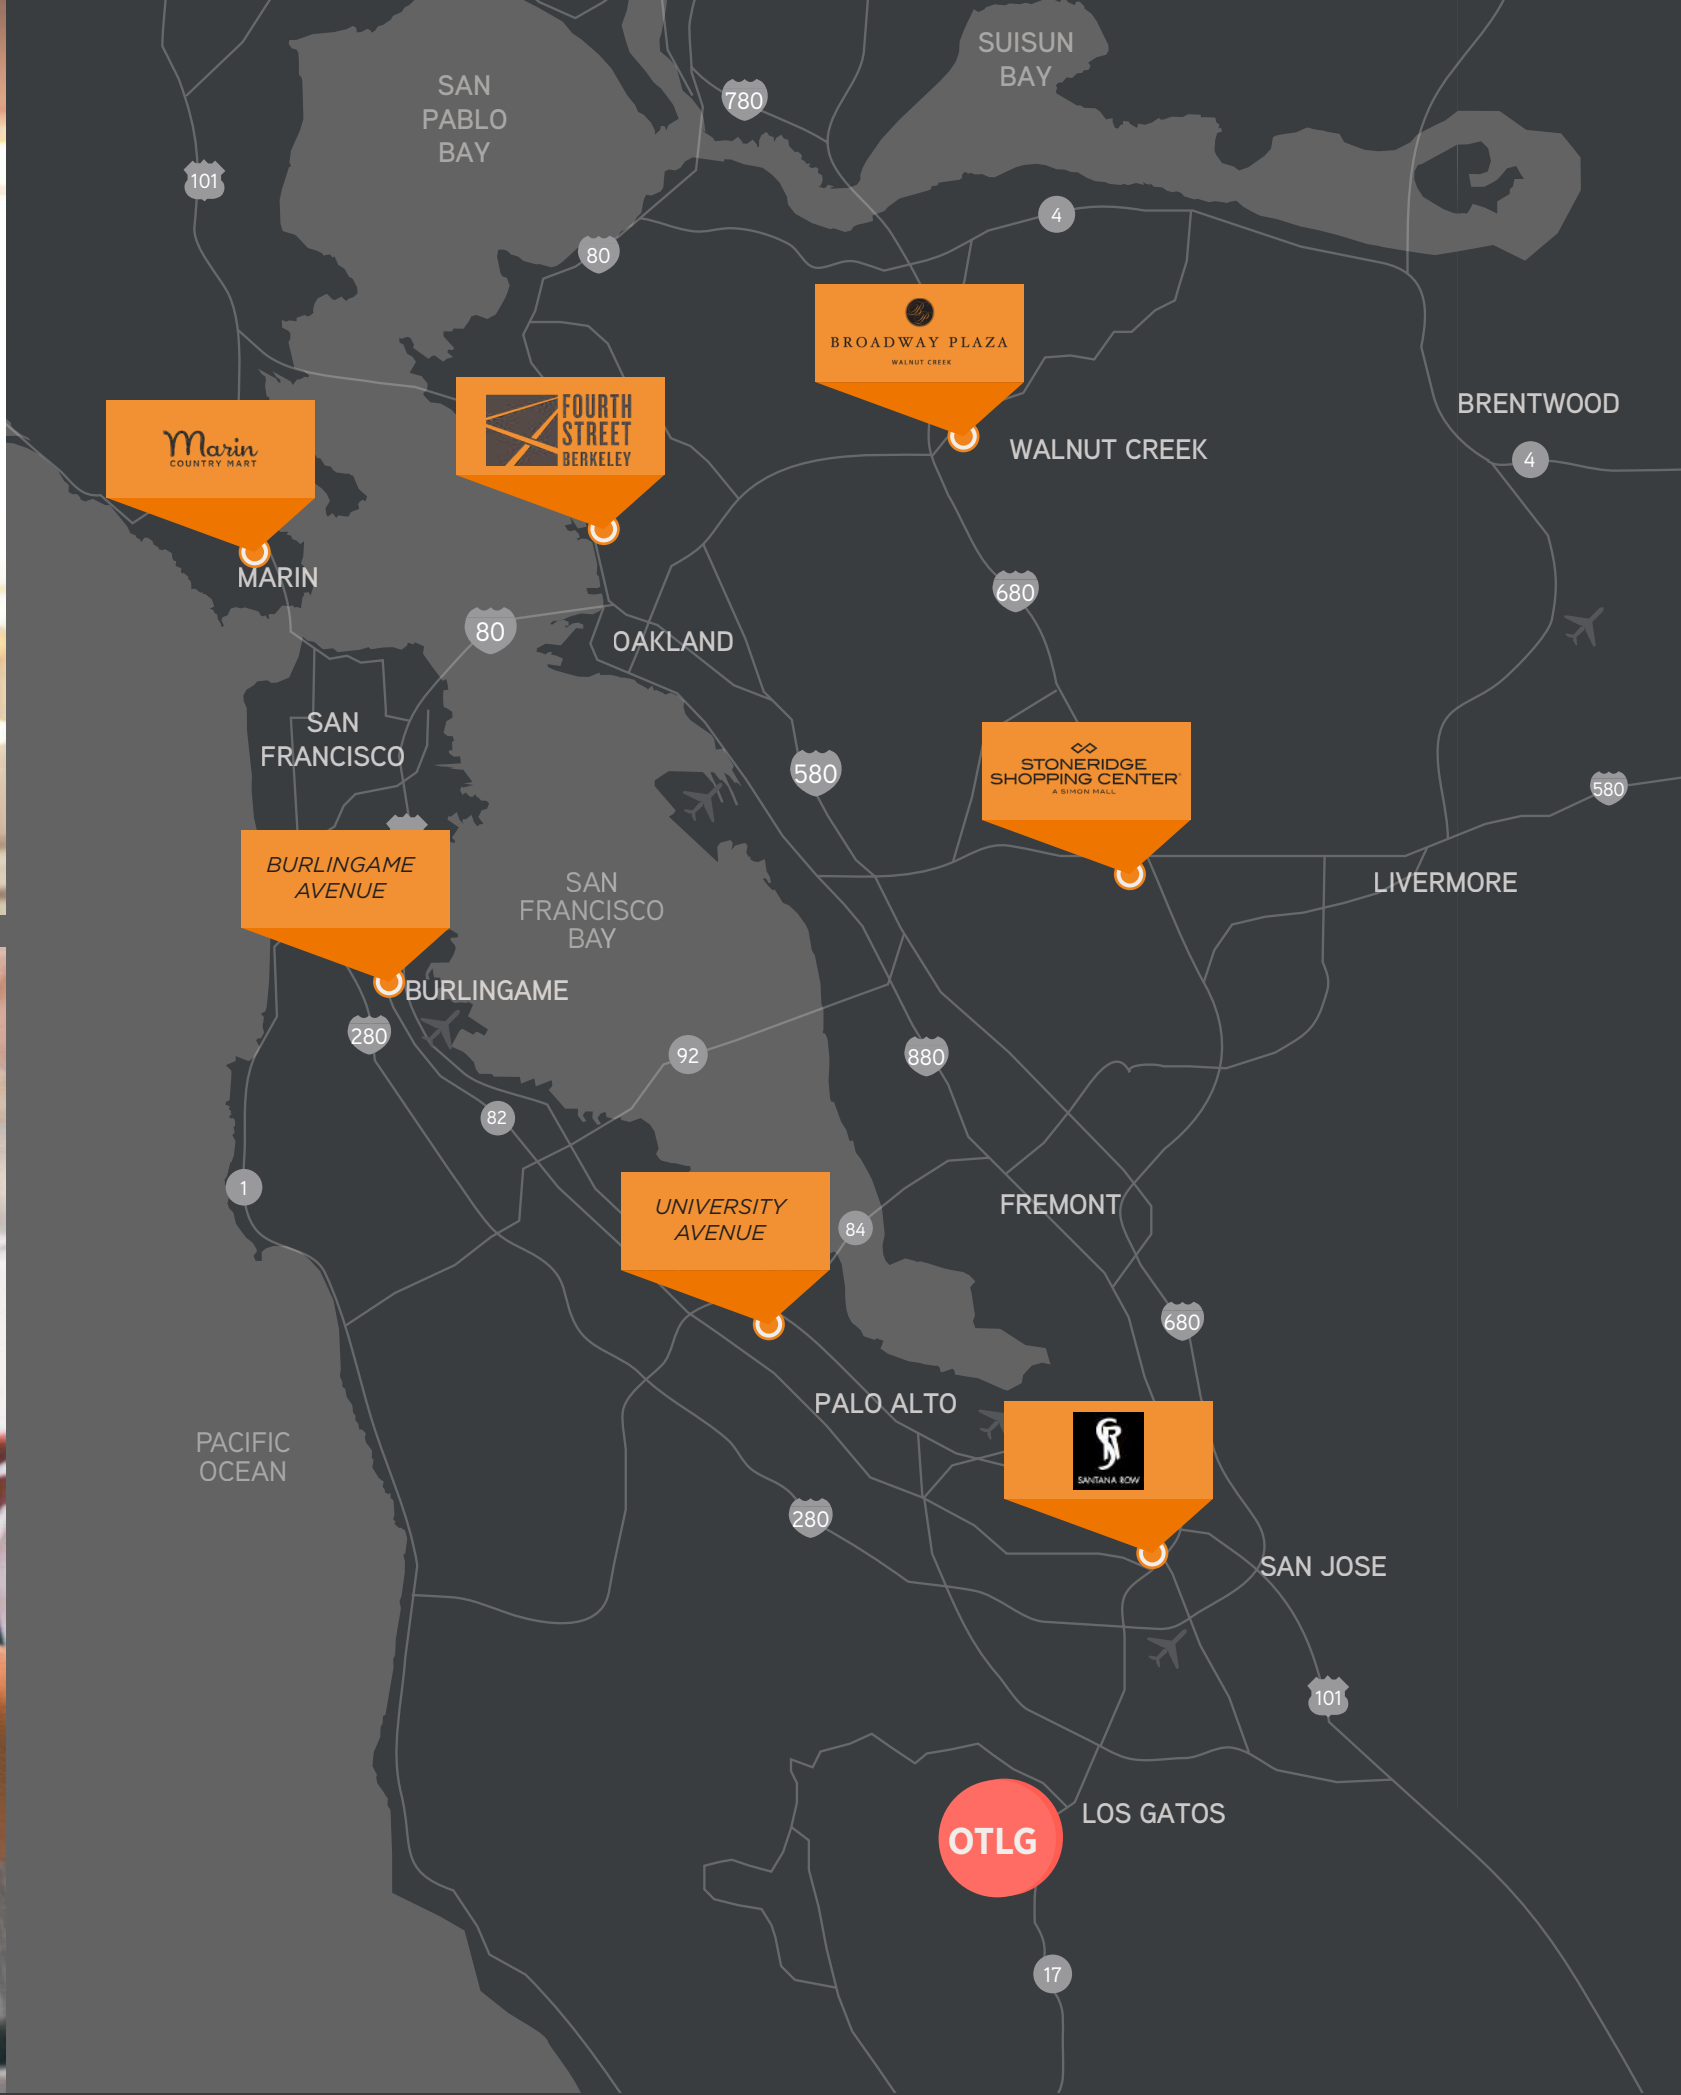 SUISUN
BAY
SAN
PABLO
BAY
780
101
4
80
BROADWAY PLAZA
WALNUT CREEK
BRENTWOOD
4
WALNUT CREEK
FOURTH
STREET
BERKELEY
Marin
COUNTRY MART
MARIN
680
80
OAKLAND
SAN
FRANCISCO
580
STONERIDGE
SHOPPING CENTER
A SIMON MALL
580
BURLINGAME
AVENUE
SAN
FRANCISCO
BAY
LIVERMORE
BURLINGAME
280
92
880
82
1
UNIVERSITY
AVENUE
84
FREMONT
680
PALO ALTO
PACIFIC
OCEAN
SANTANA ROW
280
SAN JOSE
101
LOS GATOS
OTLG
17